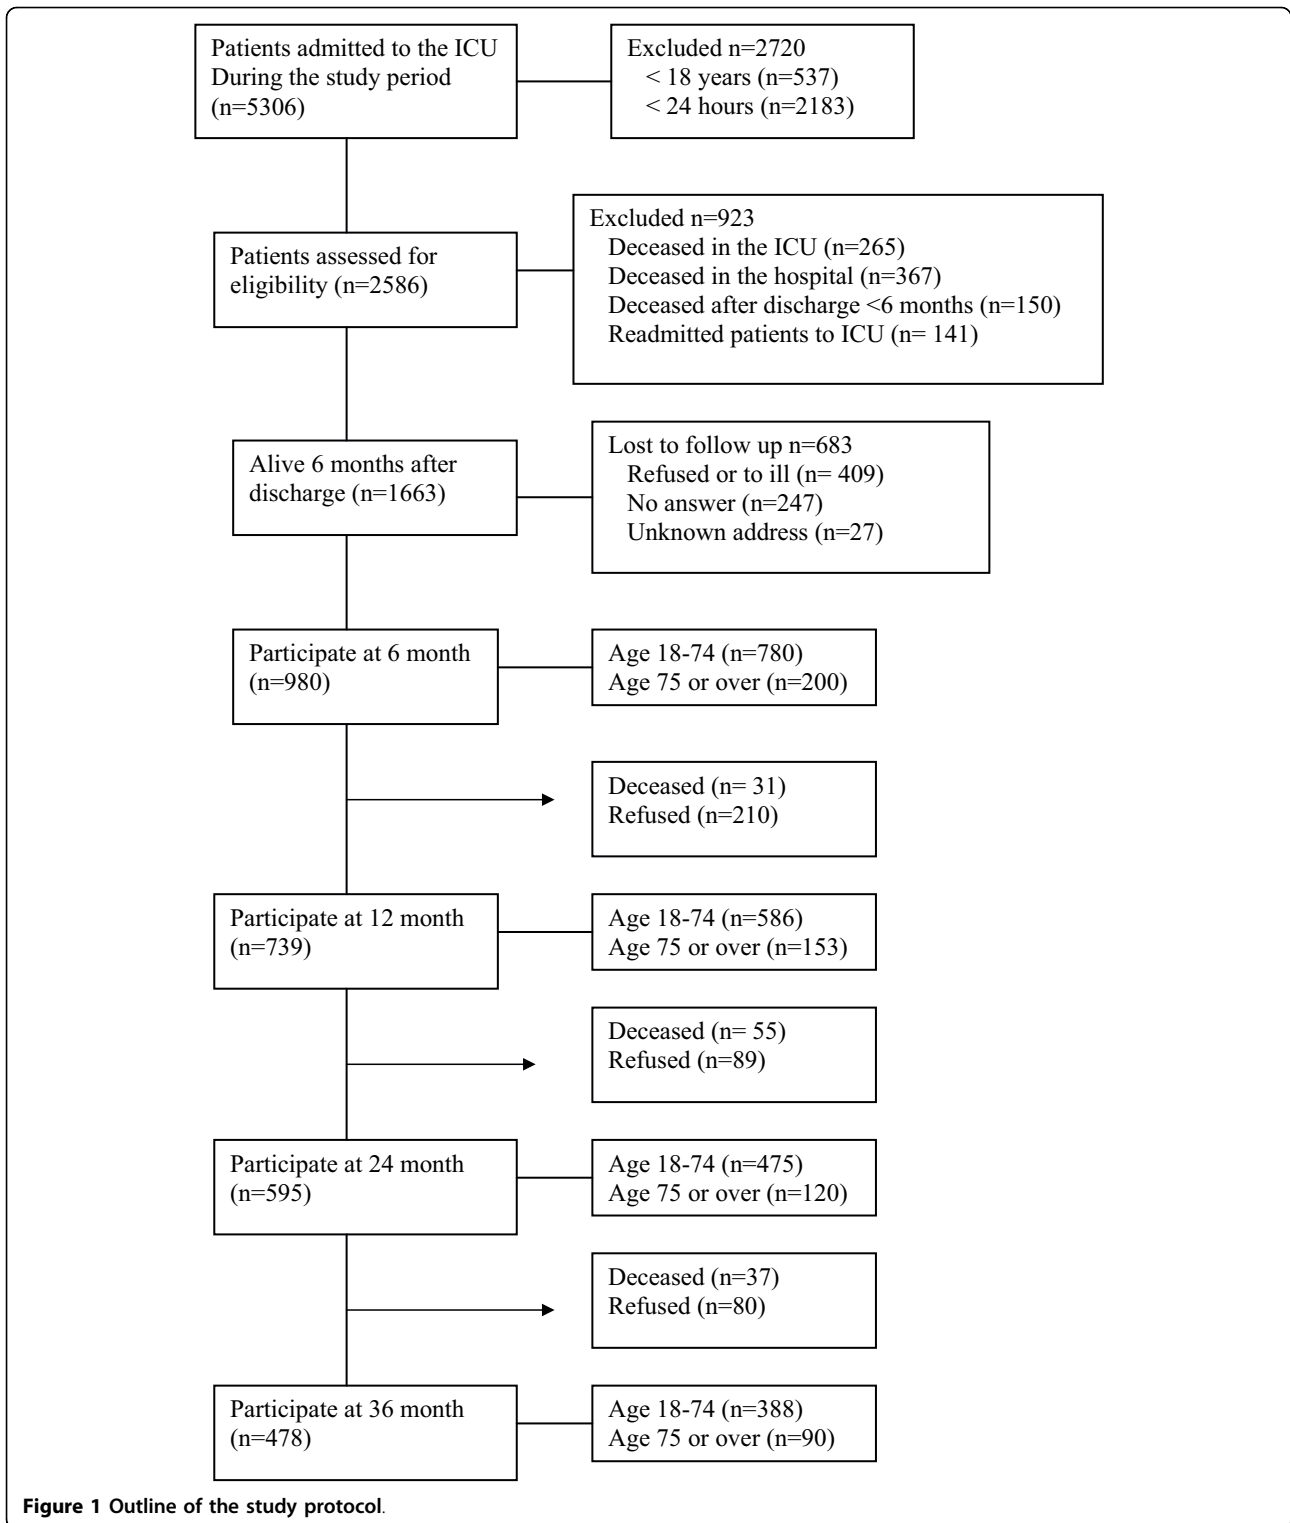 Patients admitted to the ICU
During the study period
(n=5306)
Excluded n=2720
< 18 years (n=537)
< 24 hours (n=2183)
Patients assessed for
eligibility (n=2586)
Excluded n=923
Deceased in the ICU (n=265)
Deceased in the hospital (n=367)
Deceased after discharge <6 months (n=150)
Readmitted patients to ICU (n= 141)
Alive 6 months after
discharge (n=1663)
Lost to follow up n=683
Refused or to ill (n= 409)
No answer (n=247)
Unknown address (n=27)
Participate at 6 month
(n=980)
Age 18-74 (n=780)
Age 75 or over (n=200)
Deceased (n= 31)
Refused (n=210)
Participate at 12 month
(n=739)
Age 18-74 (n=586)
Age 75 or over (n=153)
Deceased (n= 55)
Refused (n=89)
Participate at 24 month
(n=595)
Age 18-74 (n=475)
Age 75 or over (n=120)
Deceased (n=37)
Refused (n=80)
Participate at 36 month
(n=478)
Age 18-74 (n=388)
Age 75 or over (n=90)
Figure 1 Outline of the study protocol.